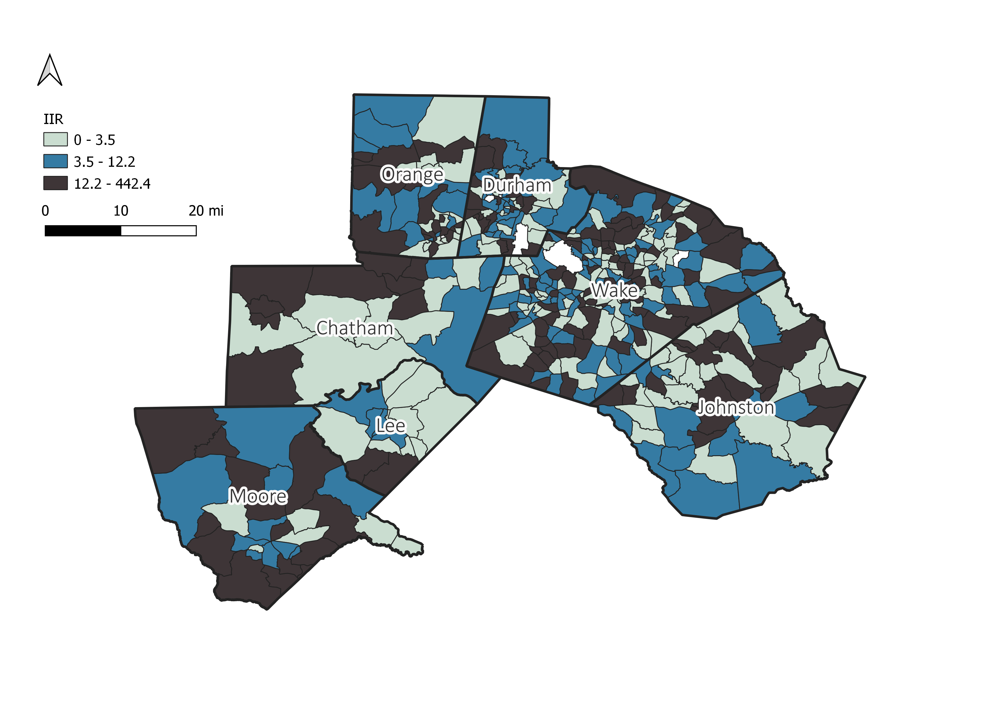 IIR
0 - 3.5
3.5 - 12.2
12.2 - 442.4
0 10 20 mi
Orange
Durham
Wake
Chatham
Johnston
Lee
Moore